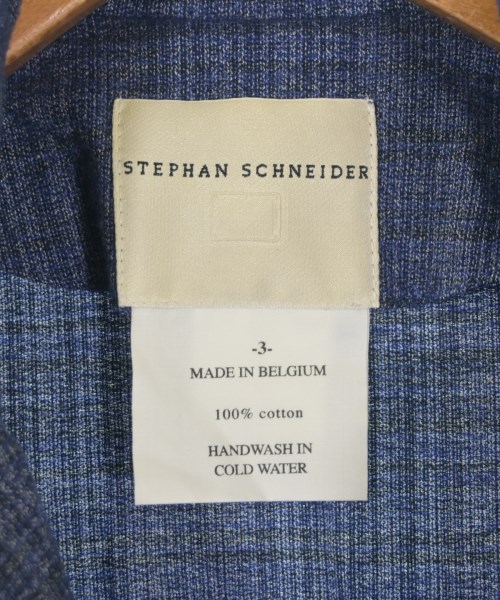 STEPHAN SCHNEIDER
-3-
MADE IN BELGIUM
100% cotton
HANDWASH IN
COLD WATER